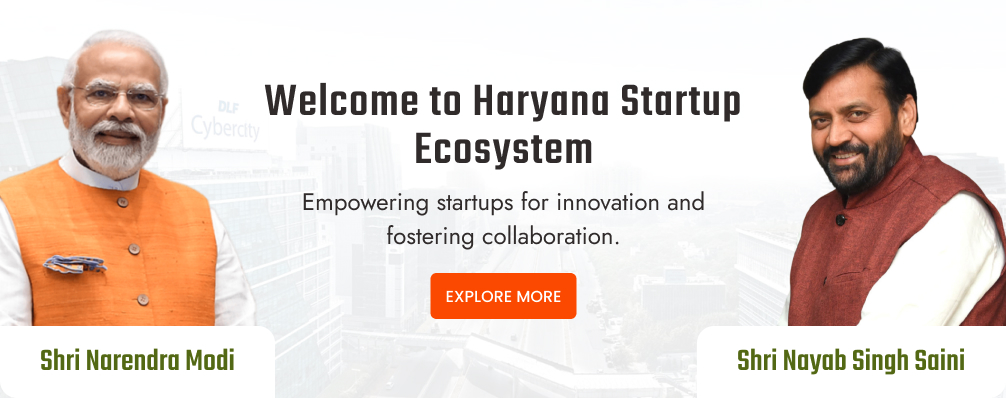 Welcome to Haryana Startup
Ecosystem
DLF
Cybercity
Empowering startups for innovation and
fostering collaboration.
EXPLORE MORE
Shri Narendra Modi
Shri Nayab Singh Saini